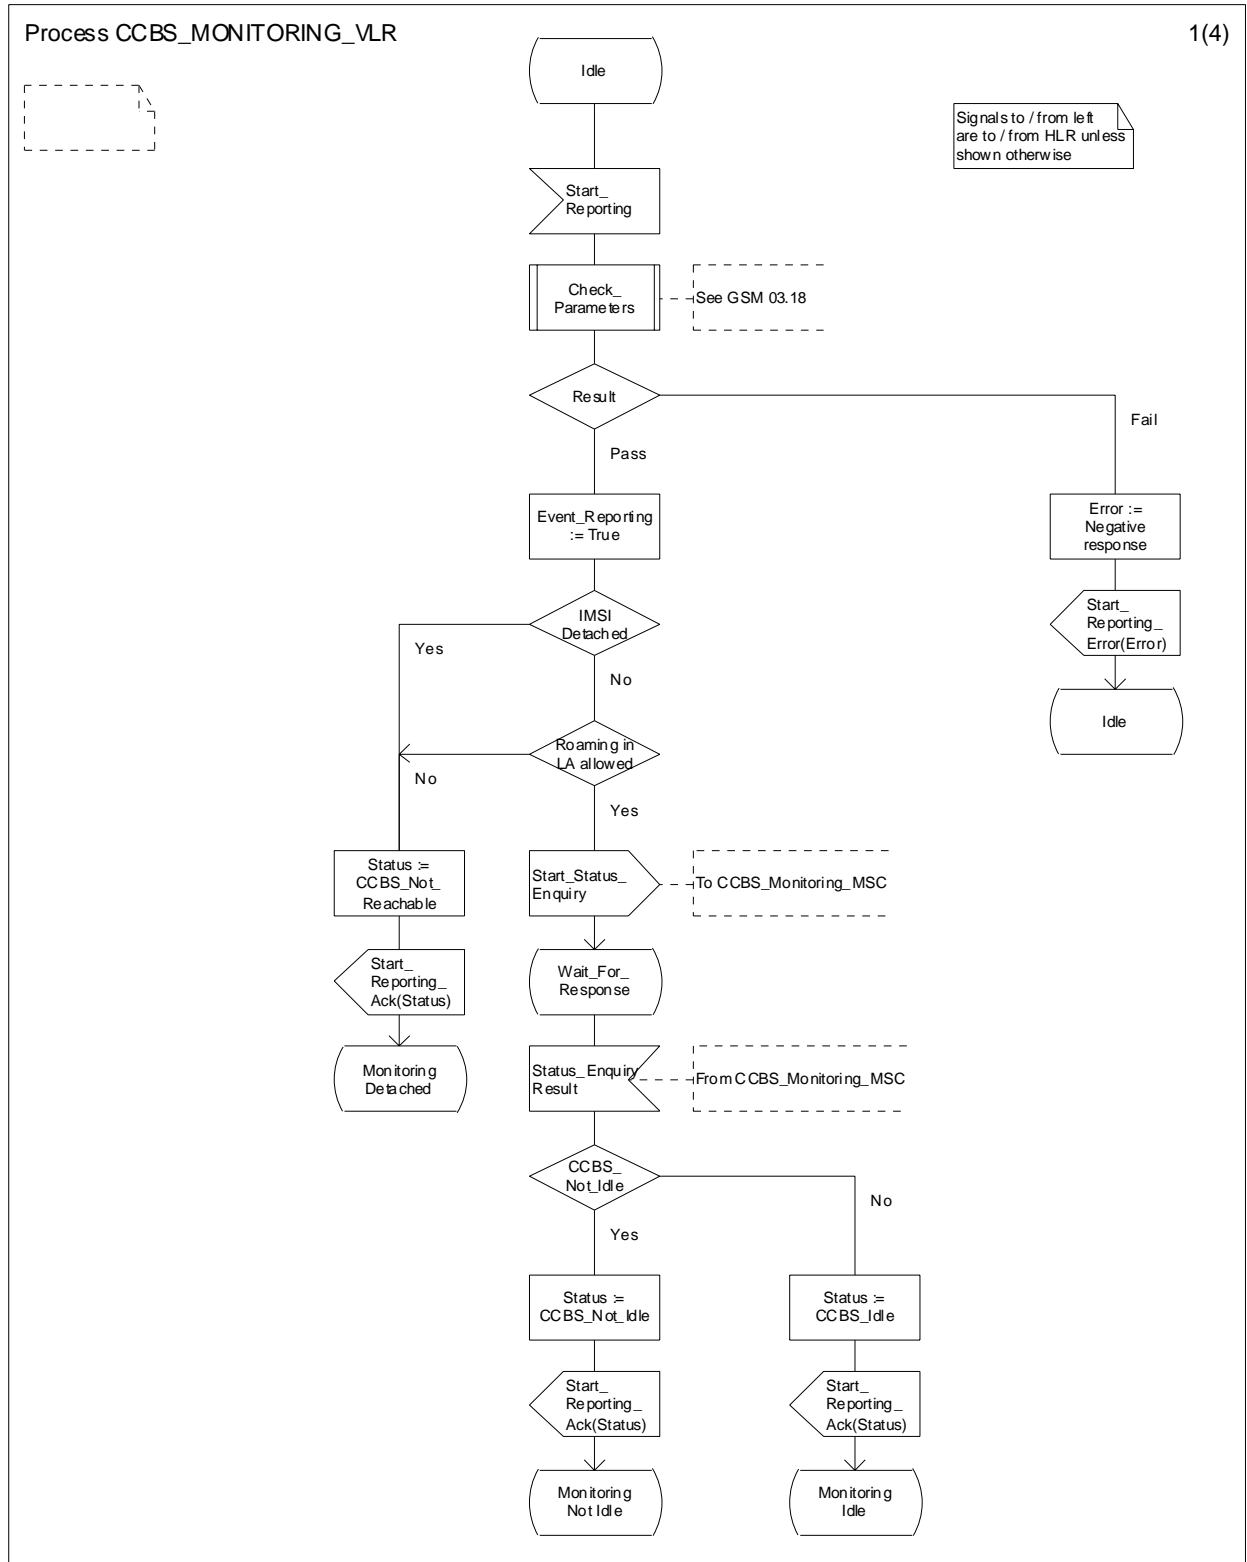 Process CCBS_MONITORING_VLR
1(4)
Idle
Signals to / from left
are to / from HLR unless
shown otherwise
Start_
Reporting
Check_
Parameters
See GSM 03.18
Result
Fail
Pass
Event_Reporting
:= True
Error :=
Negative
response
IMSI
Detached
Yes
No
Start_
Reporting_
Error(Error)
Idle
Roaming in
LA allowed
No
Yes
Status :=
CCBS_Not_
Reachable
Start_Status_
Enquiry
To CCBS_Monitoring_MSC
Start_
Reporting_
Ack(Status)
Wait_For_
Response
Monitoring
Detached
Status_Enquiry
Result
From CCBS_Monitoring_MSC
CCBS_
Not_Idle
No
Yes
Status :=
CCBS_Not_Idle
Status :=
CCBS_Idle
Start_
Reporting_
Ack(Status)
Start_
Reporting_
Ack(Status)
Monitoring
Not Idle
Monitoring
Idle